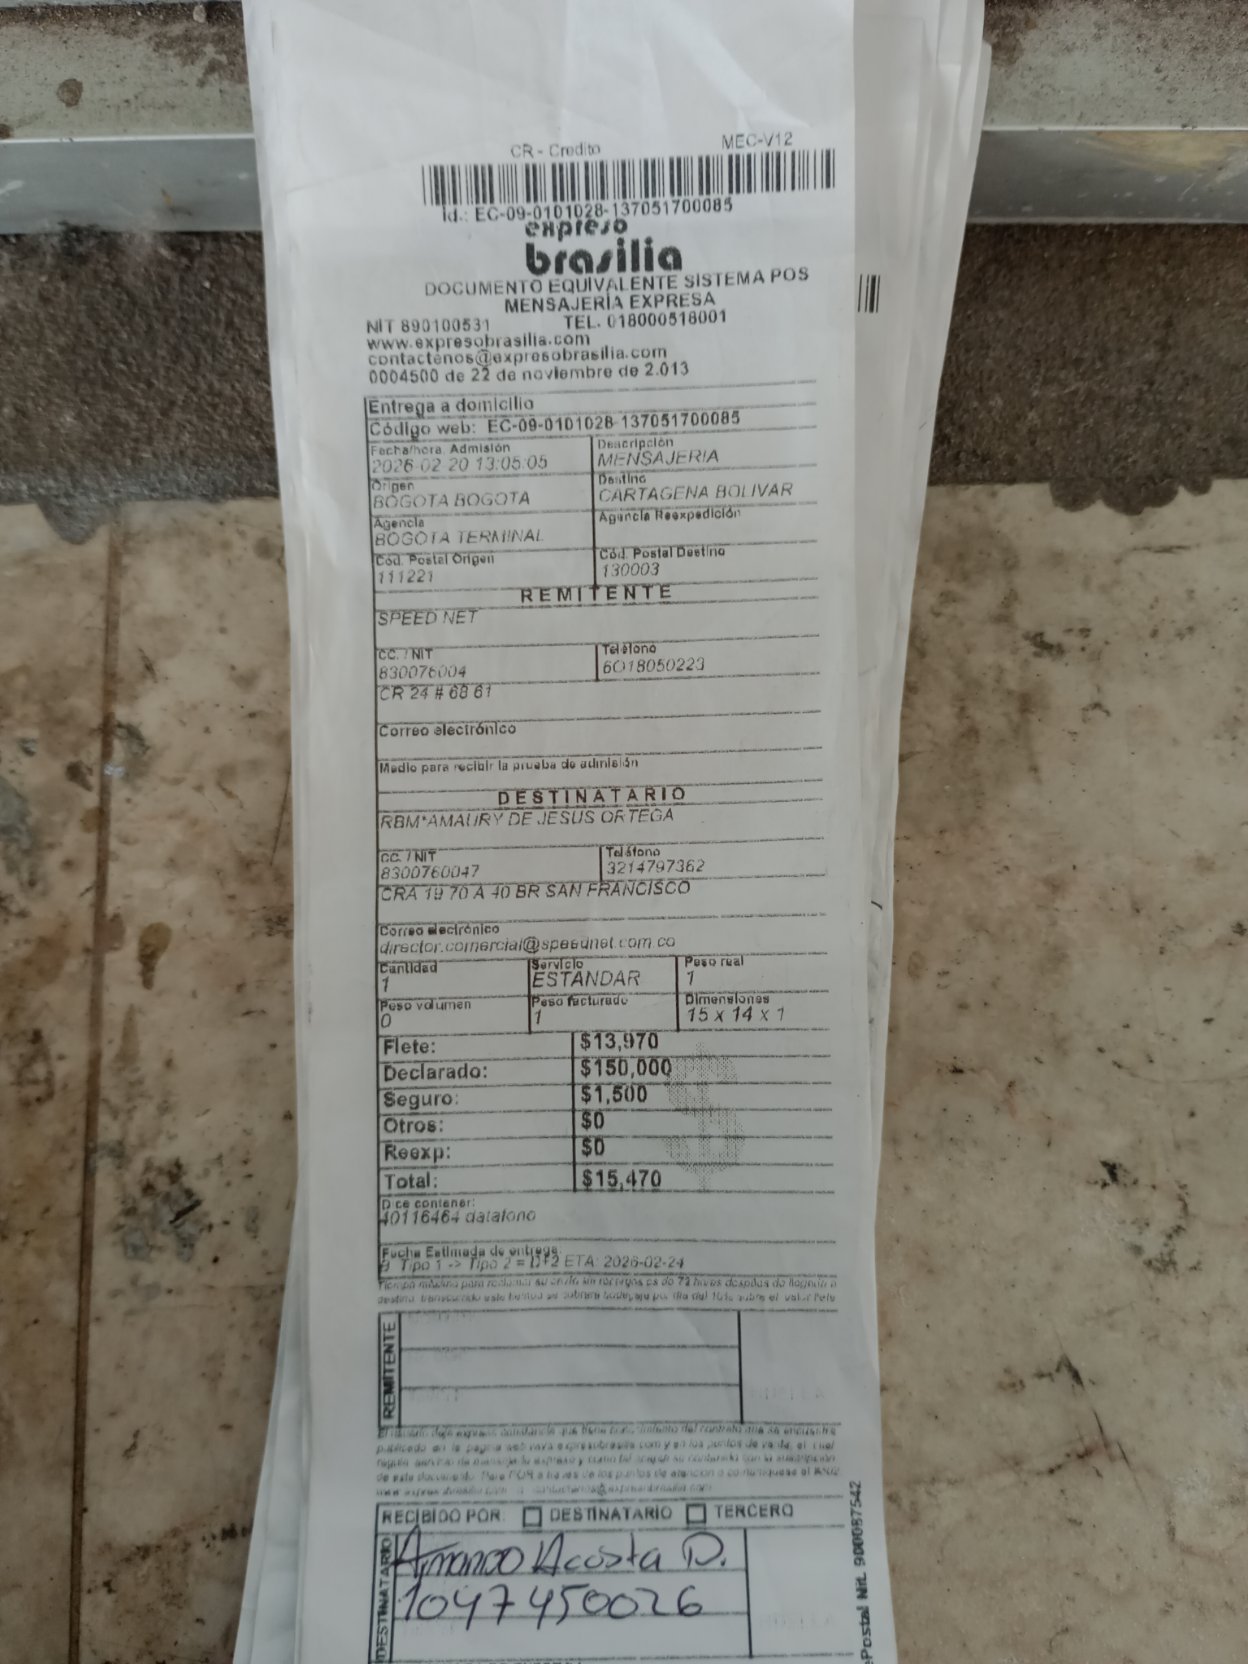 CR - Credito MEC-V12
Id.: EC-09-0101028-137051700085
expreso
brasilia
DOCUMENTO EQUIVALENTE SISTEMA POS
MENSAJERÍA EXPRESA
NIT 890100531 TEL. 018000518001
www.expresobrasilia.com
contactenos@expresobrasilia.com
0004500 de 22 de noviembre de 2.013
Entrega a domicilio
Código web: EC-09-0101028-137051700085
Fecha/hora Admisión Descripción
2026-02-20 13:05:05 MENSAJERIA
Origen Destino
BOGOTA BOGOTA CARTAGENA BOLIVAR
Agencia Agencia Reexpedición
BOGOTA TERMINAL
Cód. Postal Origen Cód. Postal Destino
111221 130003
REMITENTE
SPEED NET
CC. / NIT Teléfono
830076004 6018050223
CR 24 # 68 61
Correo electrónico
Medio para recibir la prueba de admisión
DESTINATARIO
RBM*AMAURY DE JESUS ORTEGA
CC. / NIT Teléfono
8300760047 3214797362
CRA 19 70 A 40 BR SAN FRANCISCO
Correo electrónico
director.comercial@speednet.com.co
Cantidad Servicio Peso real
1 ESTANDAR 1
Peso volumen Peso facturado Dimensiones
0 1 15 x 14 x 1
Flete: $13,970
Declarado: $150,000
Seguro: $1,500
Otros: $0
Reexp: $0
Total: $15,470
Dice contener:
40116464 datafono
Fecha Estimada de entrega:
Tipo 1 -> Tipo 2 = D+2 ETA: 2026-02-24
REMITENTE
RECIBIDO POR: DESTINATARIO TERCERO
DESTINATARIO
Armando Acosta D.
1047450026
ePostal Nit. 900087542